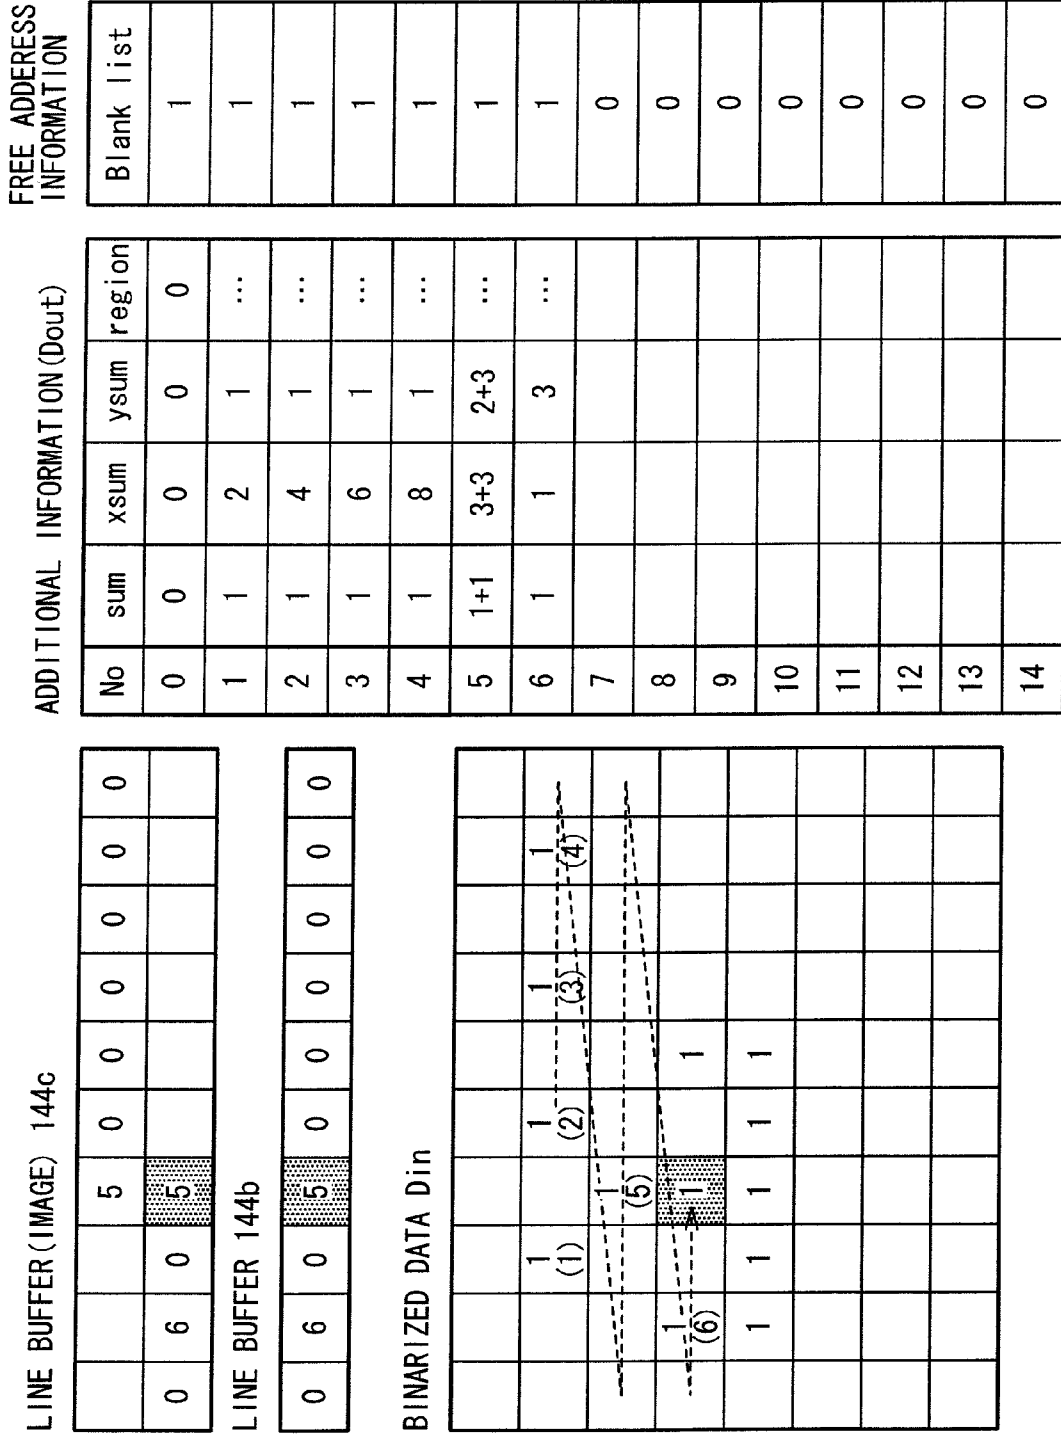 LINE BUFFER(IMAGE) 144c
5 0 0 0 0 0 0
0 6 0 5
LINE BUFFER 144b
0 6 0 5 0 0 0 0 0 0
BINARIZED DATA Din
1 1 1 1
(1) (2) (3) (4)
1
(5)
1 1 1
(6)
1 1 1 1 1
ADDITIONAL INFORMATION(Dout)
No sum xsum ysum region
0 0 0 0 0
1 1 2 1 ...
2 1 4 1 ...
3 1 6 1 ...
4 1 8 1 ...
5 1+1 3+3 2+3 ...
6 1 1 3 ...
7
8
9
10
11
12
13
14
FREE ADDERESS
INFORMATION
Blank list
1
1
1
1
1
1
1
0
0
0
0
0
0
0
0